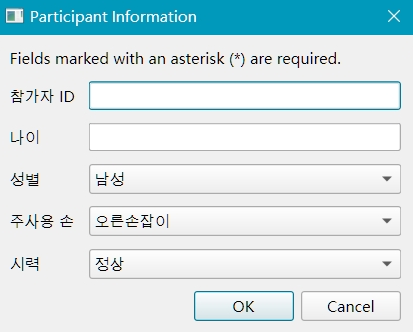 Participant Information
Fields marked with an asterisk (*) are required.
참가자 ID
나이
성별 남성
주사용 손 오른손잡이
시력 정상
OK Cancel